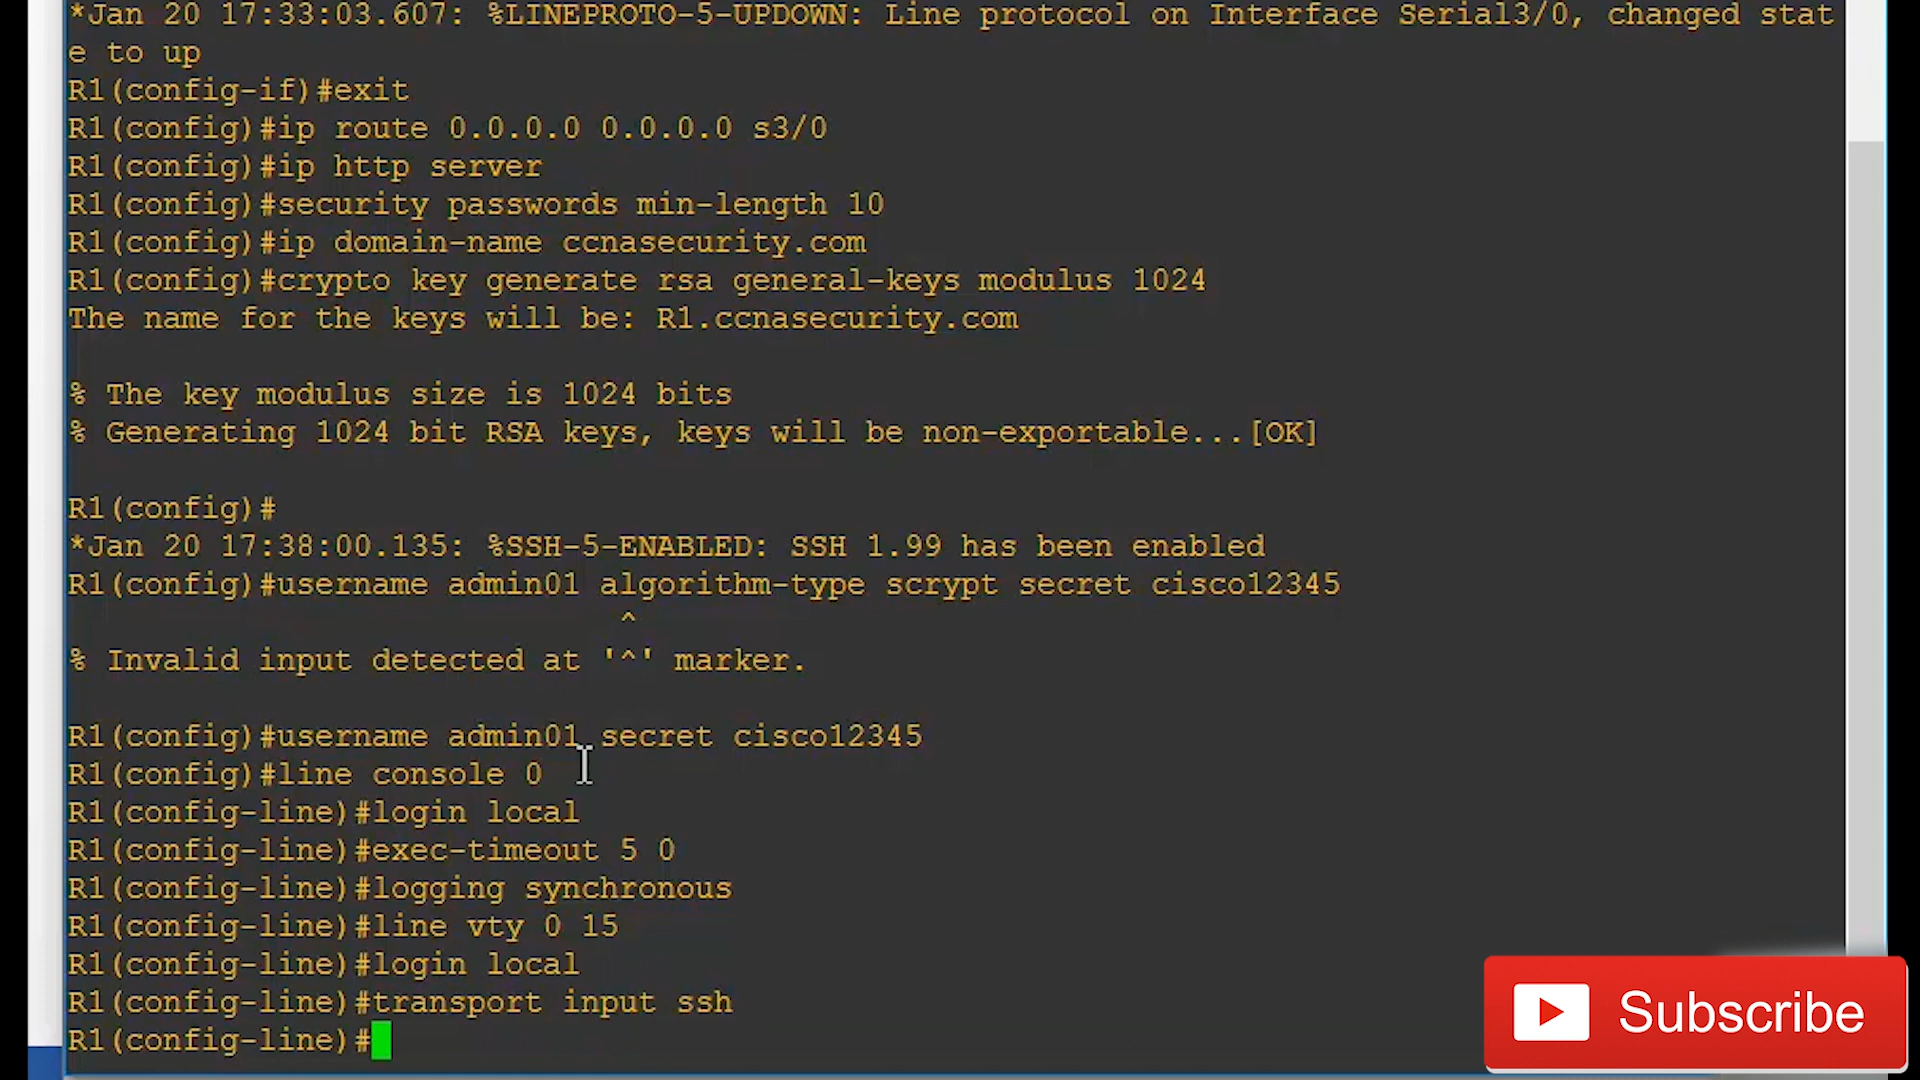 *Jan 20 17:33:03.607: %LINEPROTO-5-UPDOWN: Line protocol on Interface Serial3/0, changed stat
e to up
R1(config-if)#exit
R1(config)#ip route 0.0.0.0 0.0.0.0 s3/0
R1(config)#ip http server
R1(config)#security passwords min-length 10
R1(config)#ip domain-name ccnasecurity.com
R1(config)#crypto key generate rsa general-keys modulus 1024
The name for the keys will be: R1.ccnasecurity.com
% The key modulus size is 1024 bits
% Generating 1024 bit RSA keys, keys will be non-exportable...[OK]
R1(config)#
*Jan 20 17:38:00.135: %SSH-5-ENABLED: SSH 1.99 has been enabled
R1(config)#username admin01 algorithm-type scrypt secret cisco12345
^
% Invalid input detected at '^' marker.
R1(config)#username admin01 secret cisco12345
R1(config)#line console 0
R1(config-line)#login local
R1(config-line)#exec-timeout 5 0
R1(config-line)#logging synchronous
R1(config-line)#line vty 0 15
R1(config-line)#login local
R1(config-line)#transport input ssh
R1(config-line)#
Subscribe